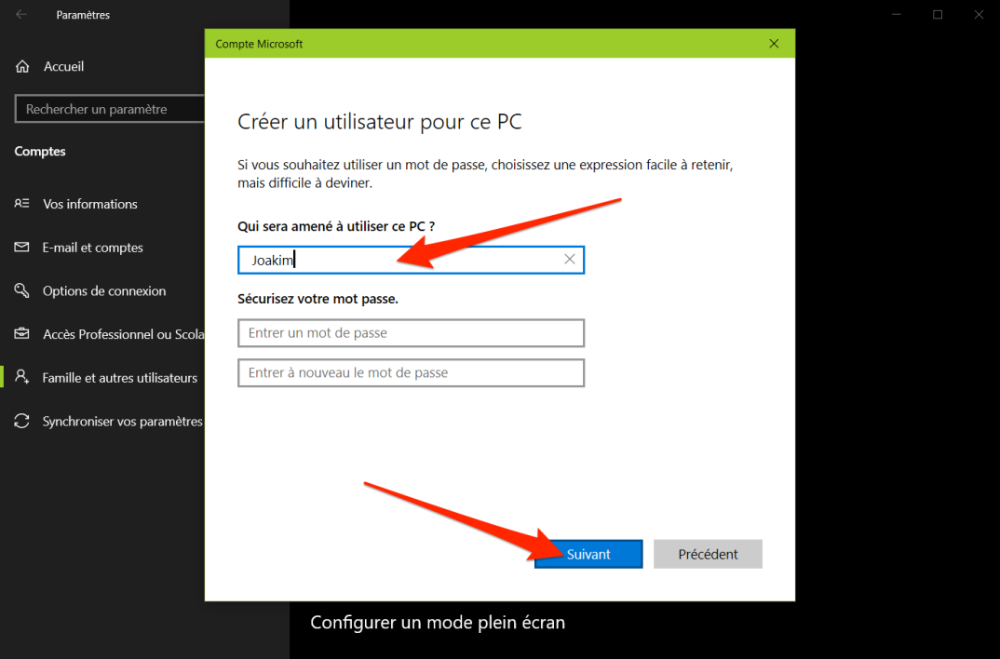 Paramètres
Accueil
Rechercher un paramètre
Comptes
Vos informations
E-mail et comptes
Options de connexion
Accès Professionnel ou Scola
Famille et autres utilisateurs
Synchroniser vos paramètres
Compte Microsoft
Créer un utilisateur pour ce PC
Si vous souhaitez utiliser un mot de passe, choisissez une expression facile à retenir,
mais difficile à deviner.
Qui sera amené à utiliser ce PC ?
Joakim
Sécurisez votre mot passe.
Entrer un mot de passe
Entrer à nouveau le mot de passe
Suivant
Précédent
Configurer un mode plein écran